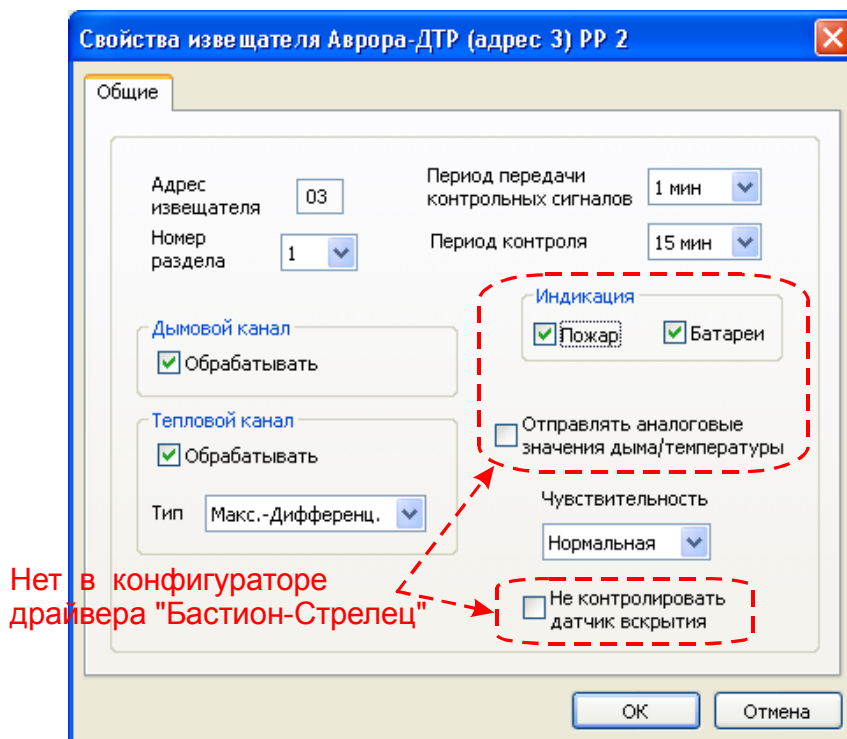 Свойства извещателя Аврора-ДТР (адрес 3) РР 2
Общие
Адрес
извещателя
03
Период передачи
контрольных сигналов
1 мин
Номер
раздела
1
Период контроля
15 мин
Индикация
Пожар
Батареи
Дымовой канал
Обрабатывать
Отправлять аналоговые
значения дыма/температуры
Тепловой канал
Обрабатывать
Тип
Макс.-Дифференц.
Чувствительность
Нормальная
Нет в конфигураторе
драйвера "Бастион-Стрелец"
Не контролировать
датчик вскрытия
ОК
Отмена